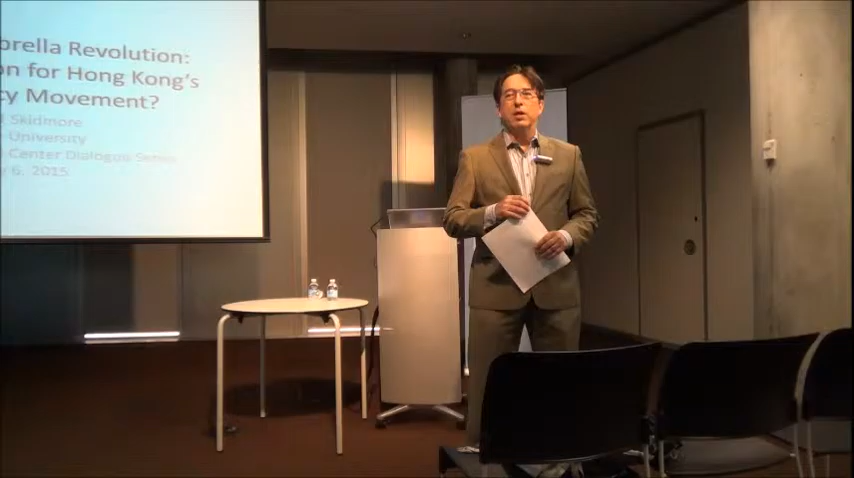 brella Revolution:
on for Hong Kong's
cy Movement?
Skidmore
University
Center Dialogue Series
6, 2015